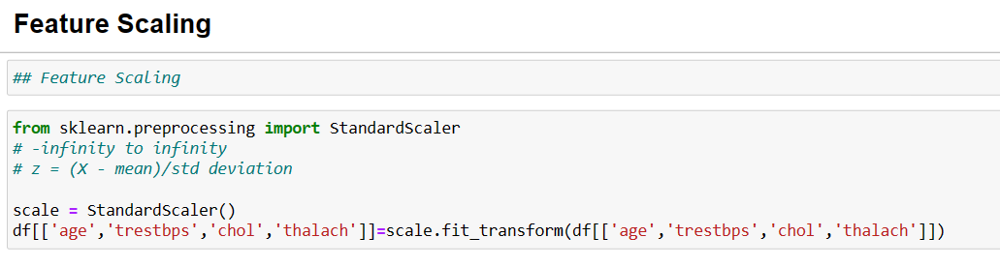 Feature Scaling
## Feature Scaling
from sklearn.preprocessing import StandardScaler
# -infinity to infinity
# z = (X - mean)/std deviation
scale = StandardScaler()
df[['age','trestbps','chol','thalach']]=scale.fit_transform(df[['age','trestbps','chol','thalach']])